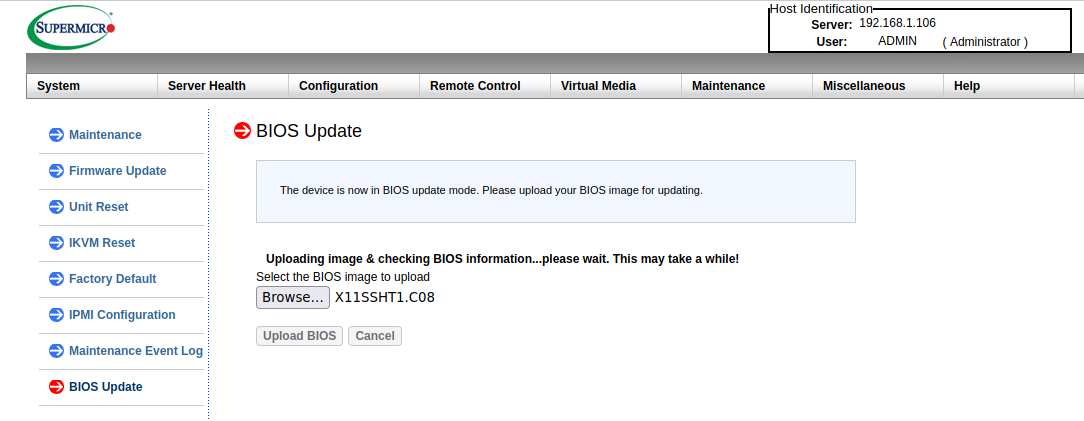 SUPERMICRO
Host Identification
Server: 192.168.1.106
User: ADMIN ( Administrator )
System Server Health Configuration Remote Control Virtual Media Maintenance Miscellaneous Help
Maintenance
Firmware Update
Unit Reset
IKVM Reset
Factory Default
IPMI Configuration
Maintenance Event Log
BIOS Update
BIOS Update
The device is now in BIOS update mode. Please upload your BIOS image for updating.
Uploading image & checking BIOS information...please wait. This may take a while!
Select the BIOS image to upload
Browse... X11SSHT1.C08
Upload BIOS Cancel